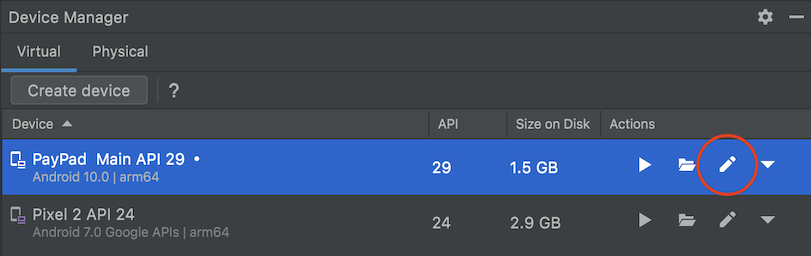 Device Manager
Virtual Physical
Create device ?
Device API Size on Disk Actions
PayPad Main API 29 • 29 1.5 GB
Android 10.0 | arm64
Pixel 2 API 24 24 2.9 GB
Android 7.0 Google APIs | arm64